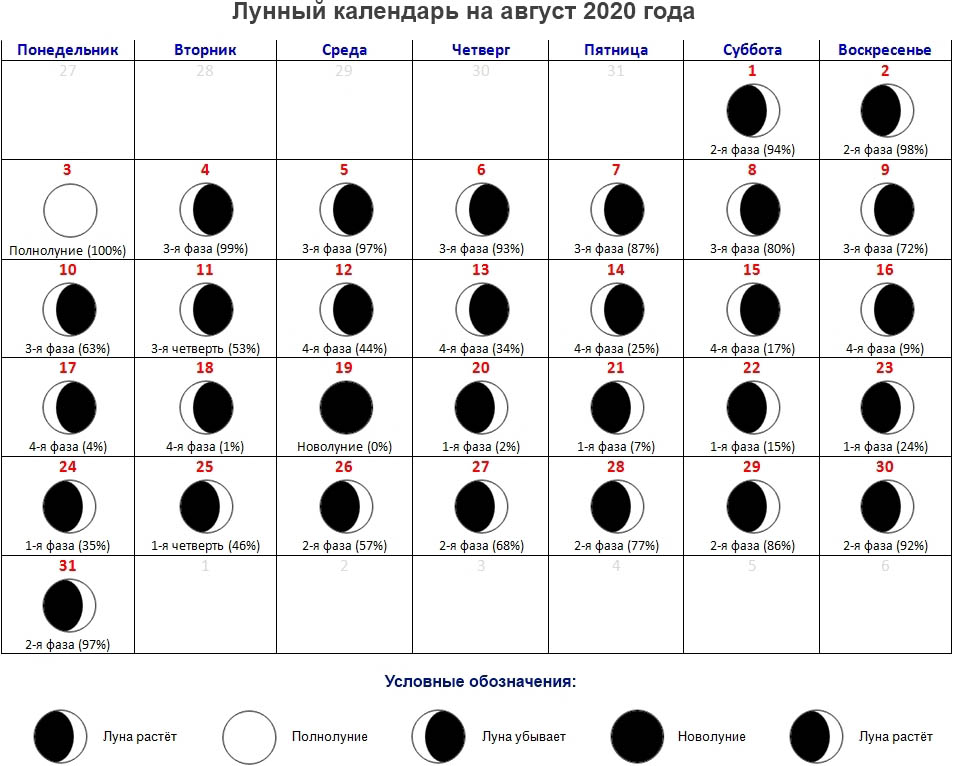 Лунный календарь на август 2020 года
Понедельник Вторник Среда Четверг Пятница Суббота Воскресенье
27 28 29 30 31 1 2
2-я фаза (94%) 2-я фаза (98%)
3 4 5 6 7 8 9
Полнолуние (100%) 3-я фаза (99%) 3-я фаза (97%) 3-я фаза (93%) 3-я фаза (87%) 3-я фаза (80%) 3-я фаза (72%)
10 11 12 13 14 15 16
3-я фаза (63%) 3-я четверть (53%) 4-я фаза (44%) 4-я фаза (34%) 4-я фаза (25%) 4-я фаза (17%) 4-я фаза (9%)
17 18 19 20 21 22 23
4-я фаза (4%) 4-я фаза (1%) Новолуние (0%) 1-я фаза (2%) 1-я фаза (7%) 1-я фаза (15%) 1-я фаза (24%)
24 25 26 27 28 29 30
1-я фаза (35%) 1-я четверть (46%) 2-я фаза (57%) 2-я фаза (68%) 2-я фаза (77%) 2-я фаза (86%) 2-я фаза (92%)
31 1 2 3 4 5 6
2-я фаза (97%)
Условные обозначения:
Луна растёт Полнолуние Луна убывает Новолуние Луна растёт